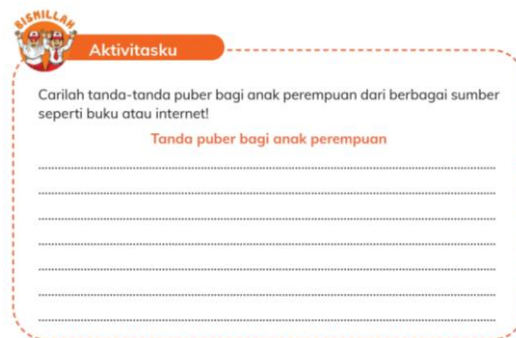 BISMILLAH
Aktivitasku
Carilah tanda-tanda puber bagi anak perempuan dari berbagai sumber
seperti buku atau internet!
Tanda puber bagi anak perempuan